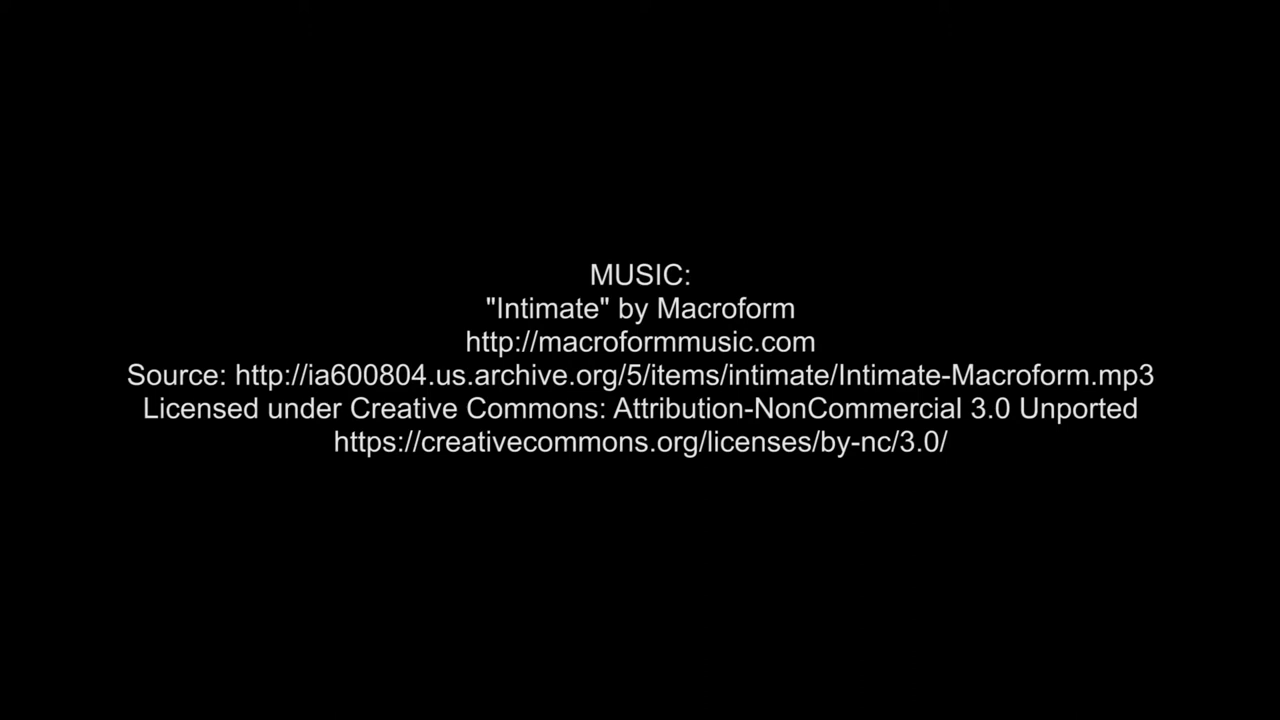 MUSIC:
"Intimate" by Macroform
http://macroformmusic.com
Source: http://ia600804.us.archive.org/5/items/intimate/Intimate-Macroform.mp3
Licensed under Creative Commons: Attribution-NonCommercial 3.0 Unported
https://creativecommons.org/licenses/by-nc/3.0/